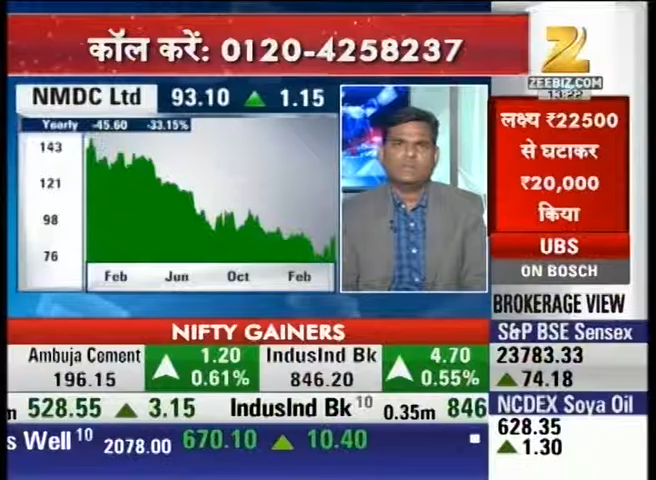 कॉल करें: 0120-4258237
ZEEBIZ.COM
13:22
NMDC Ltd 93.10 1.15
Yearly -45.60 -33.15%
143
121
98
76
Feb Jun Oct Feb
लक्ष्य ₹22500
से घटाकर
₹20,000
किया
UBS
ON BOSCH
BROKERAGE VIEW
NIFTY GAINERS
Ambuja Cement 1.20 IndusInd Bk 4.70
196.15 0.61% 846.20 0.55%
528.55 3.15 IndusInd Bk 10 0.35m 846
s Well 10 2078.00 670.10 10.40
S&P BSE Sensex
23783.33
74.18
NCDEX Soya Oil
628.35
1.30